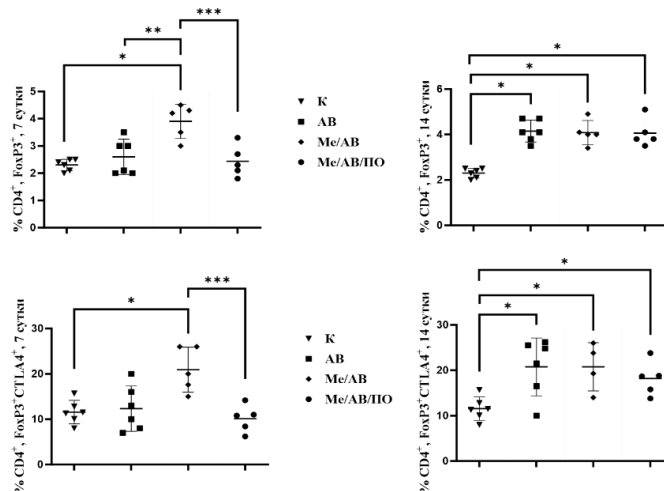 ***
**
*
% CD4⁺, FoxP3⁺, 7 сутки
5
4
3
2
1
0
К
АВ
Ме/АВ
Ме/АВ/ПО
*
*
*
% CD4⁺, FoxP3⁺, 14 сутки
6
4
2
0
***
*
% CD4⁺, FoxP3⁺CTLA4⁺, 7 сутки
30
20
10
0
К
АВ
Ме/АВ
Ме/АВ/ПО
*
*
*
% CD4⁺, FoxP3⁺CTLA4⁺, 14 сутки
30
20
10
0